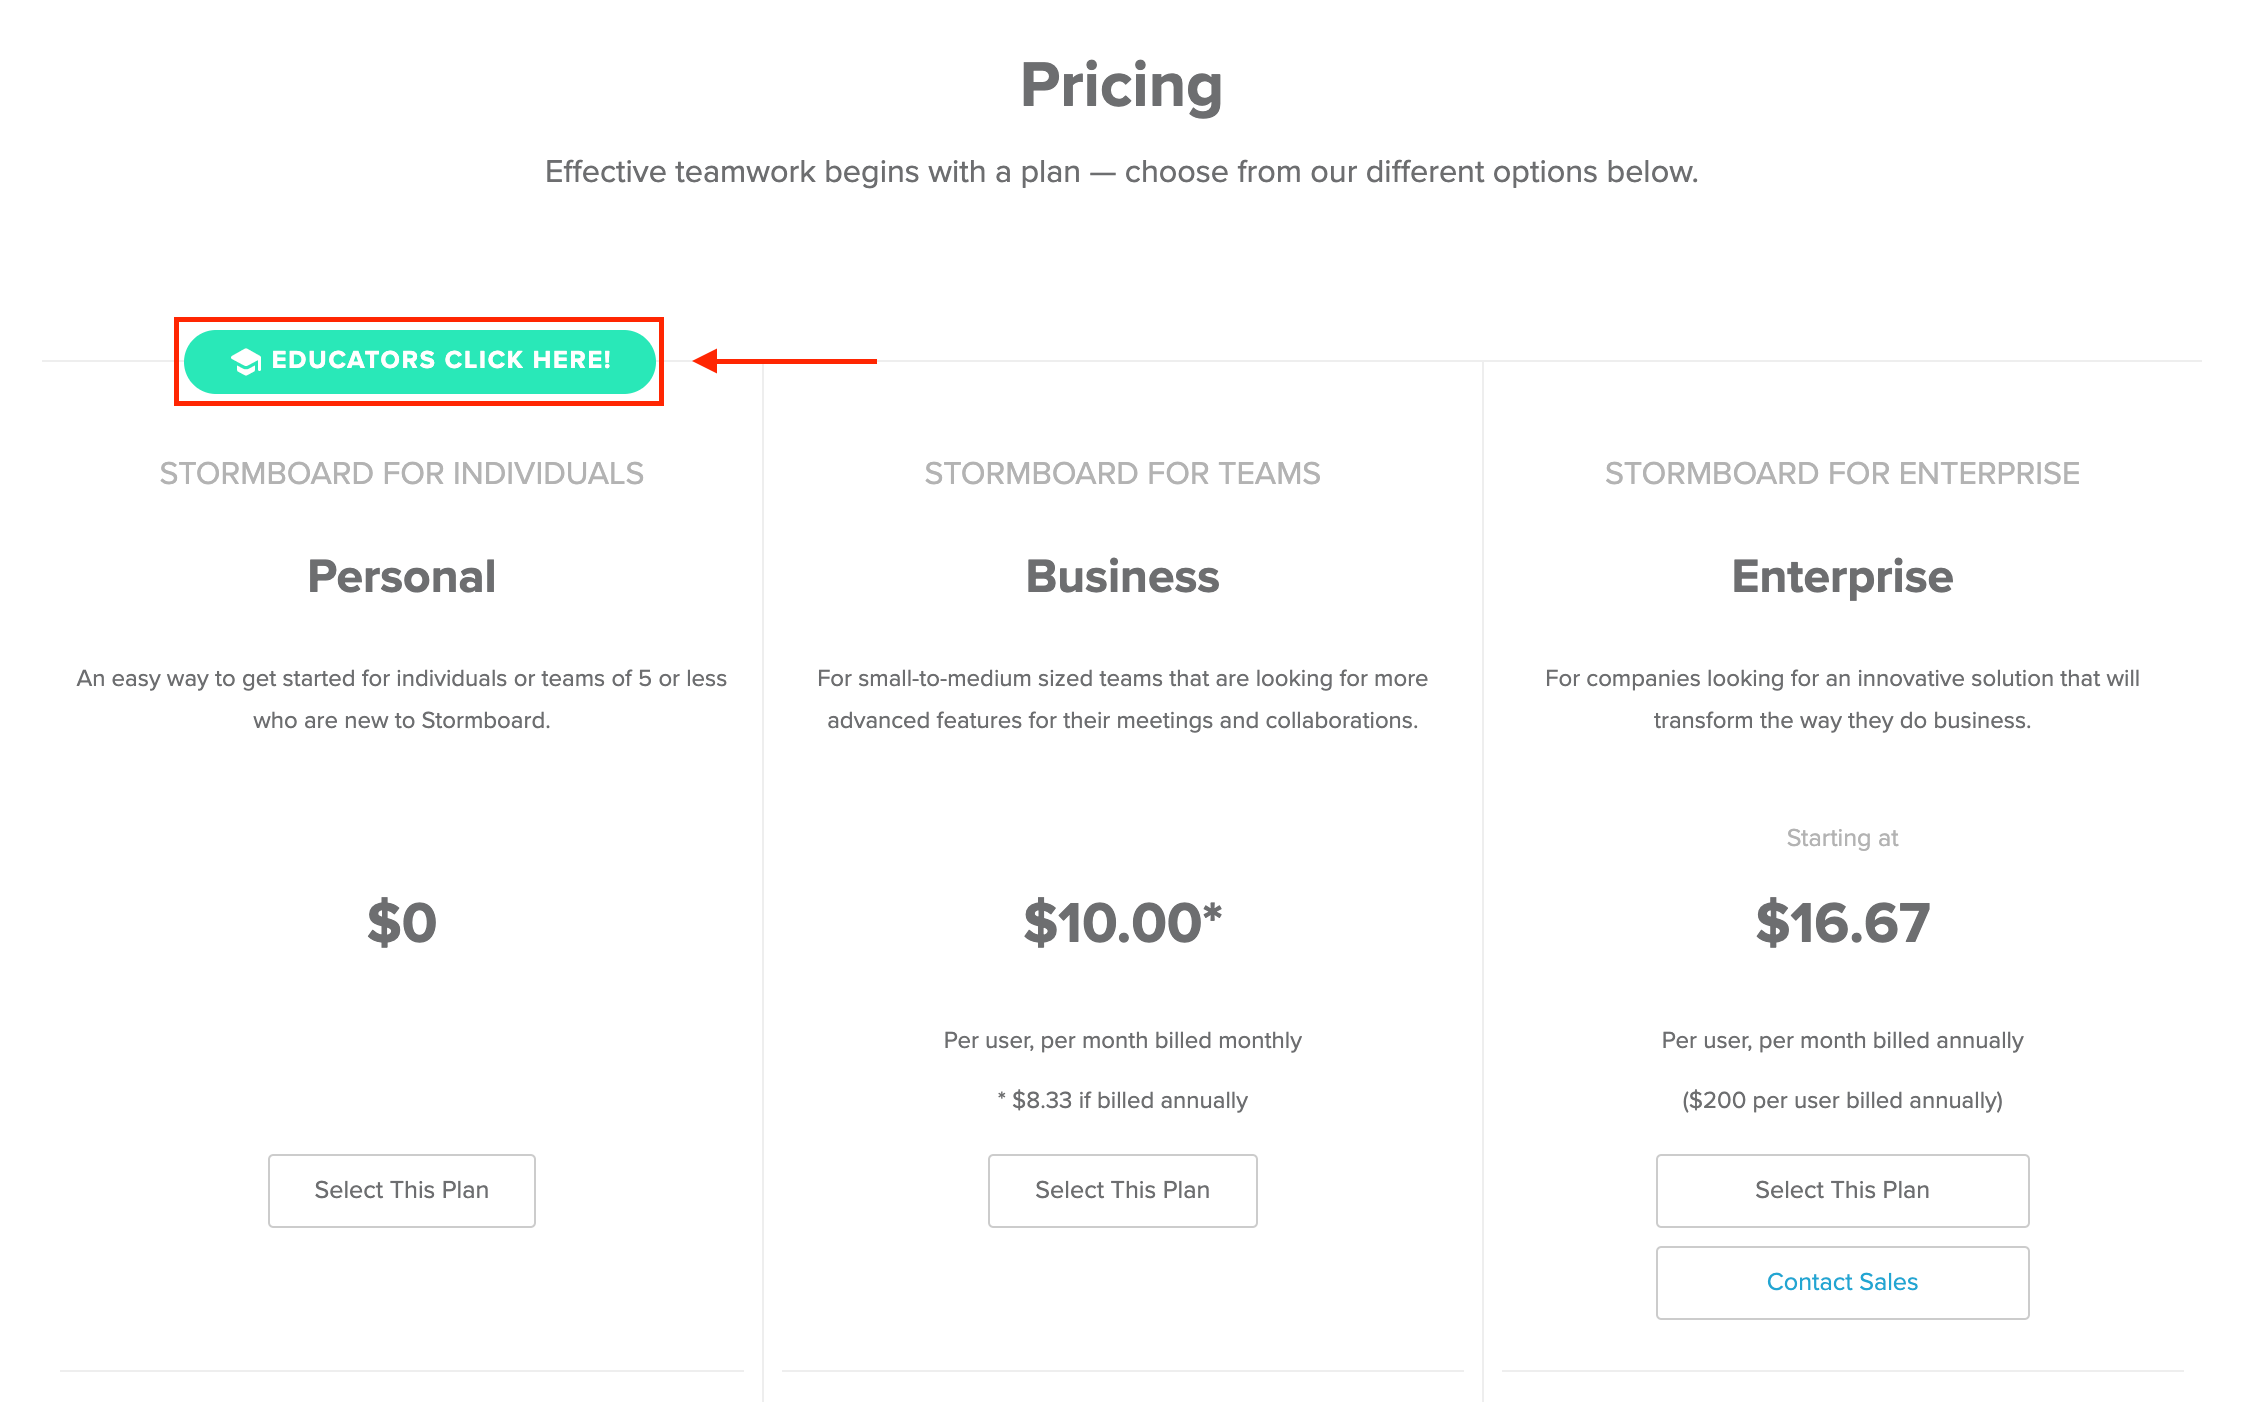 Pricing
Effective teamwork begins with a plan — choose from our different options below.
EDUCATORS CLICK HERE!
STORMBOARD FOR INDIVIDUALS
Personal
An easy way to get started for individuals or teams of 5 or less
who are new to Stormboard.
$0
Select This Plan
STORMBOARD FOR TEAMS
Business
For small-to-medium sized teams that are looking for more
advanced features for their meetings and collaborations.
$10.00*
Per user, per month billed monthly
* $8.33 if billed annually
Select This Plan
STORMBOARD FOR ENTERPRISE
Enterprise
For companies looking for an innovative solution that will
transform the way they do business.
Starting at
$16.67
Per user, per month billed annually
($200 per user billed annually)
Select This Plan
Contact Sales